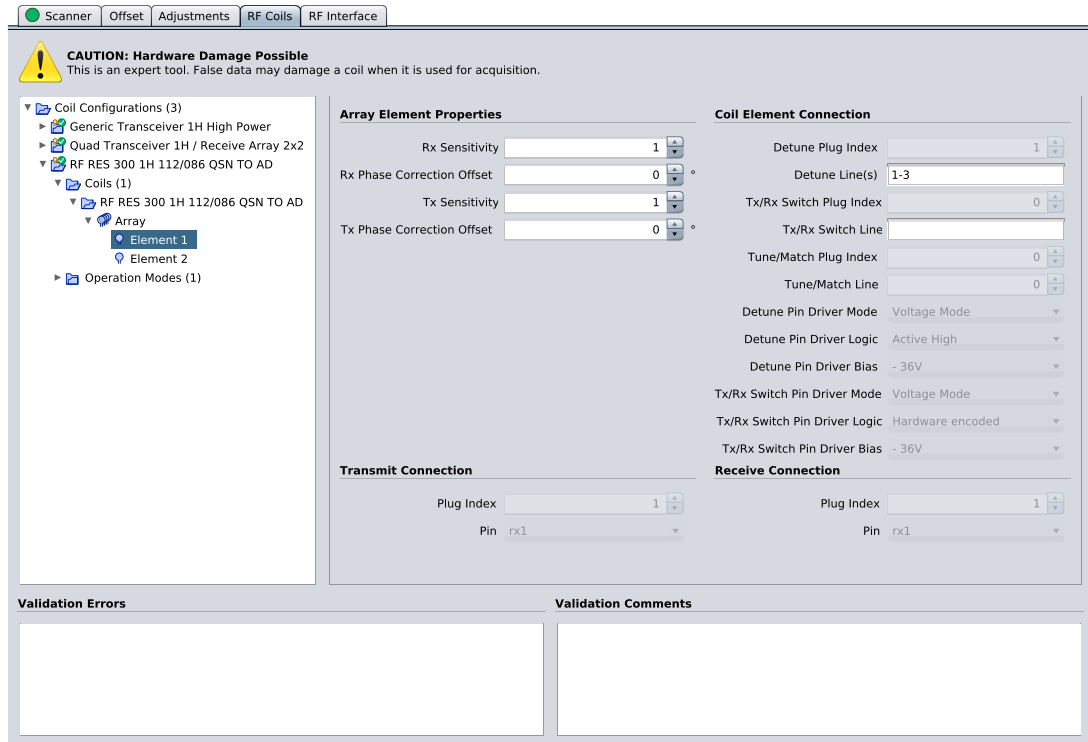 Scanner Offset Adjustments RF Coils RF Interface
CAUTION: Hardware Damage Possible
This is an expert tool. False data may damage a coil when it is used for acquisition.
Coil Configurations (3)
Generic Transceiver 1H High Power
Quad Transceiver 1H / Receive Array 2x2
RF RES 300 1H 112/086 QSN TO AD
Coils (1)
RF RES 300 1H 112/086 QSN TO AD
Array
Element 1
Element 2
Operation Modes (1)
Array Element Properties
Rx Sensitivity 1
Rx Phase Correction Offset 0 °
Tx Sensitivity 1
Tx Phase Correction Offset 0 °
Coil Element Connection
Detune Plug Index 1
Detune Line(s) 1-3
Tx/Rx Switch Plug Index 0
Tx/Rx Switch Line
Tune/Match Plug Index 0
Tune/Match Line 0
Detune Pin Driver Mode Voltage Mode
Detune Pin Driver Logic Active High
Detune Pin Driver Bias - 36V
Tx/Rx Switch Pin Driver Mode Voltage Mode
Tx/Rx Switch Pin Driver Logic Hardware encoded
Tx/Rx Switch Pin Driver Bias - 36V
Transmit Connection
Plug Index 1
Pin rx1
Receive Connection
Plug Index 1
Pin rx1
Validation Errors
Validation Comments